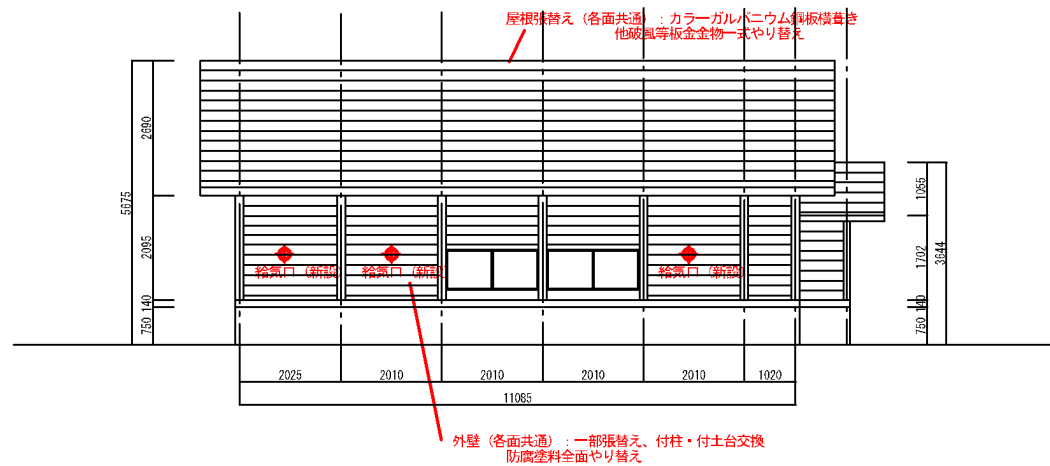 屋根張替え（各面共通）：カラーガルバニウム鋼板横葺き
他破風等板金金物一式やり替え
2690
5675
2095
140
750
1055
1702
3644
140
750
給気口（新設）
給気口（新設）
給気口（新設）
2025
2010
2010
2010
2010
1020
11085
外壁（各面共通）：一部張替え、付柱・付土台交換
防腐塗料全面やり替え